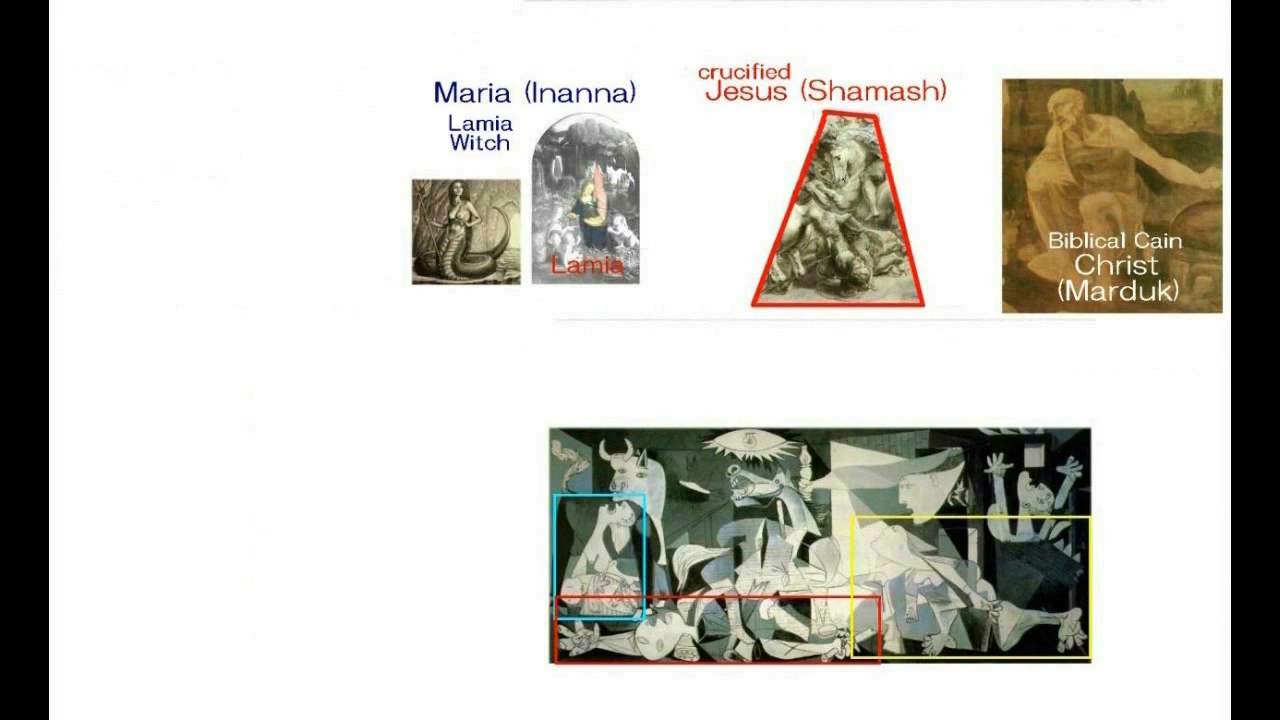 Maria (Inanna)
Lamia
Witch
Lamia
crucified
Jesus (Shamash)
Biblical Cain
Christ
(Marduk)